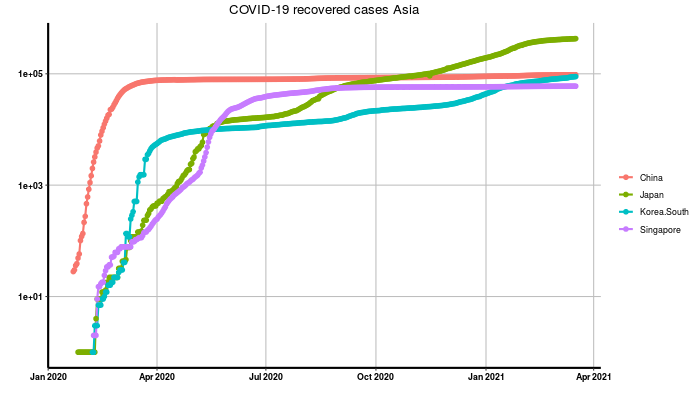 COVID-19 recovered cases Asia
1e+05
1e+03
1e+01
Jan 2020 Apr 2020 Jul 2020 Oct 2020 Jan 2021 Apr 2021
China
Japan
Korea.South
Singapore